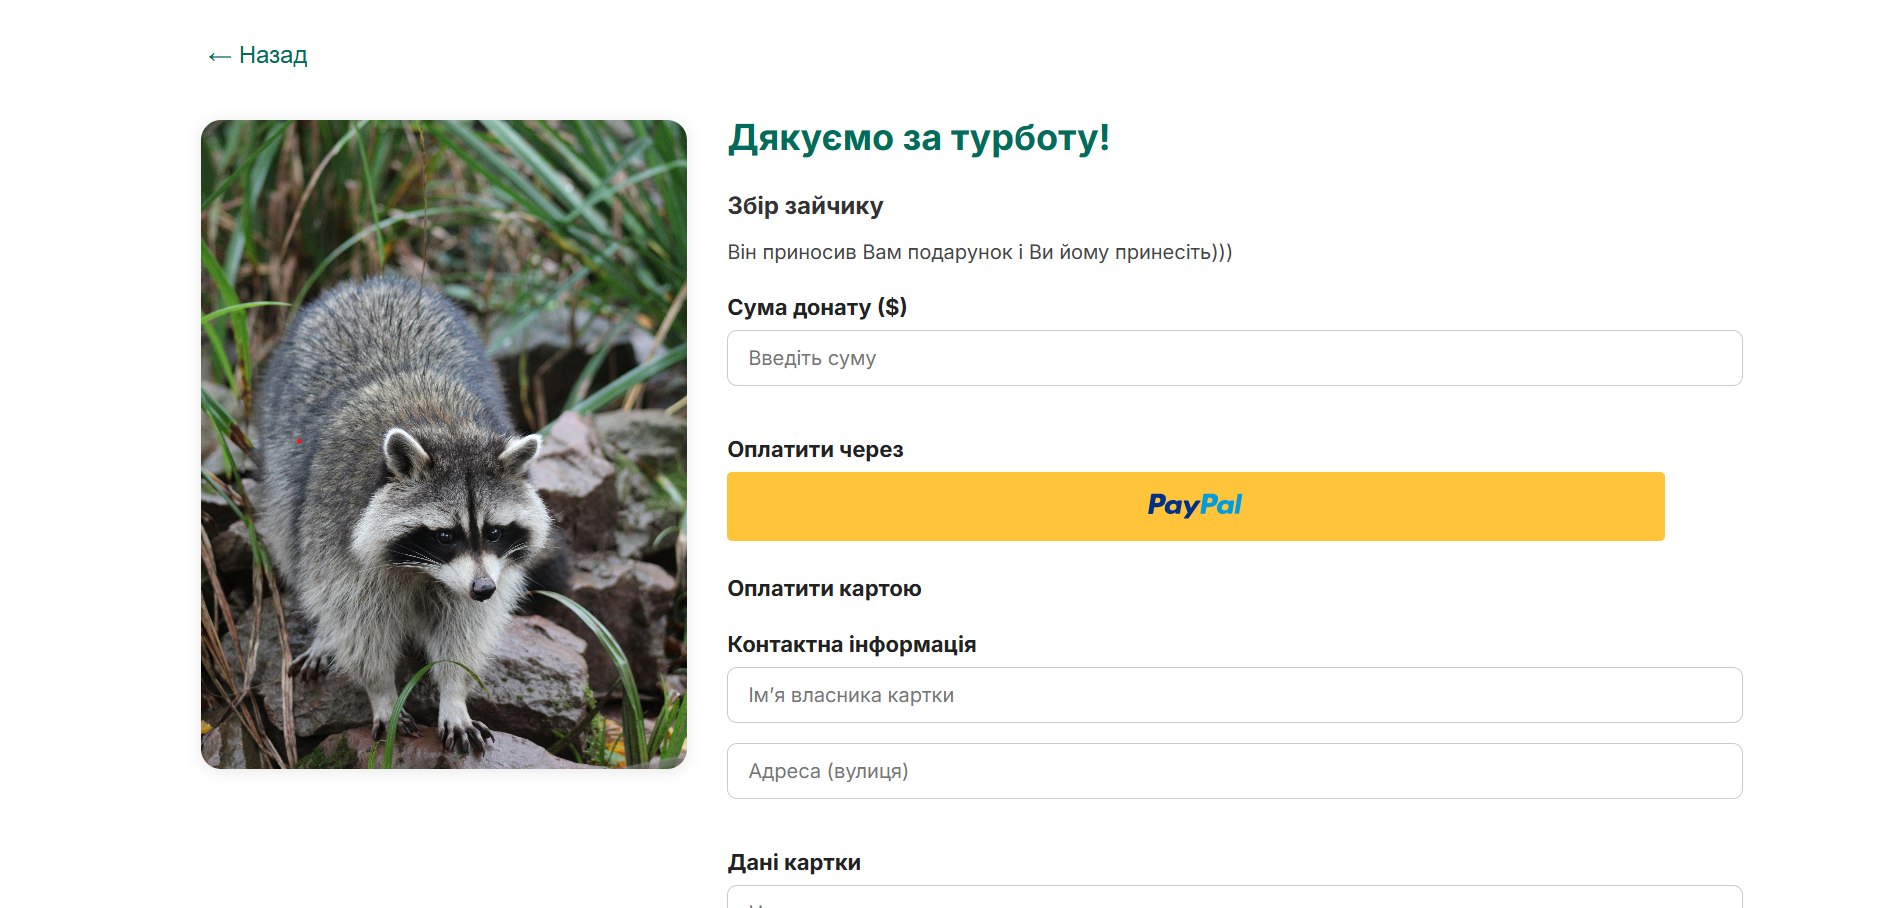 ← Назад
Дякуємо за турботу!
Збір зайчику
Він приносив Вам подарунок і Ви йому принесіть)))
Сума донату ($)
Введіть суму
Оплатити через
PayPal
Оплатити картою
Контактна інформація
Ім’я власника картки
Адреса (вулиця)
Дані картки